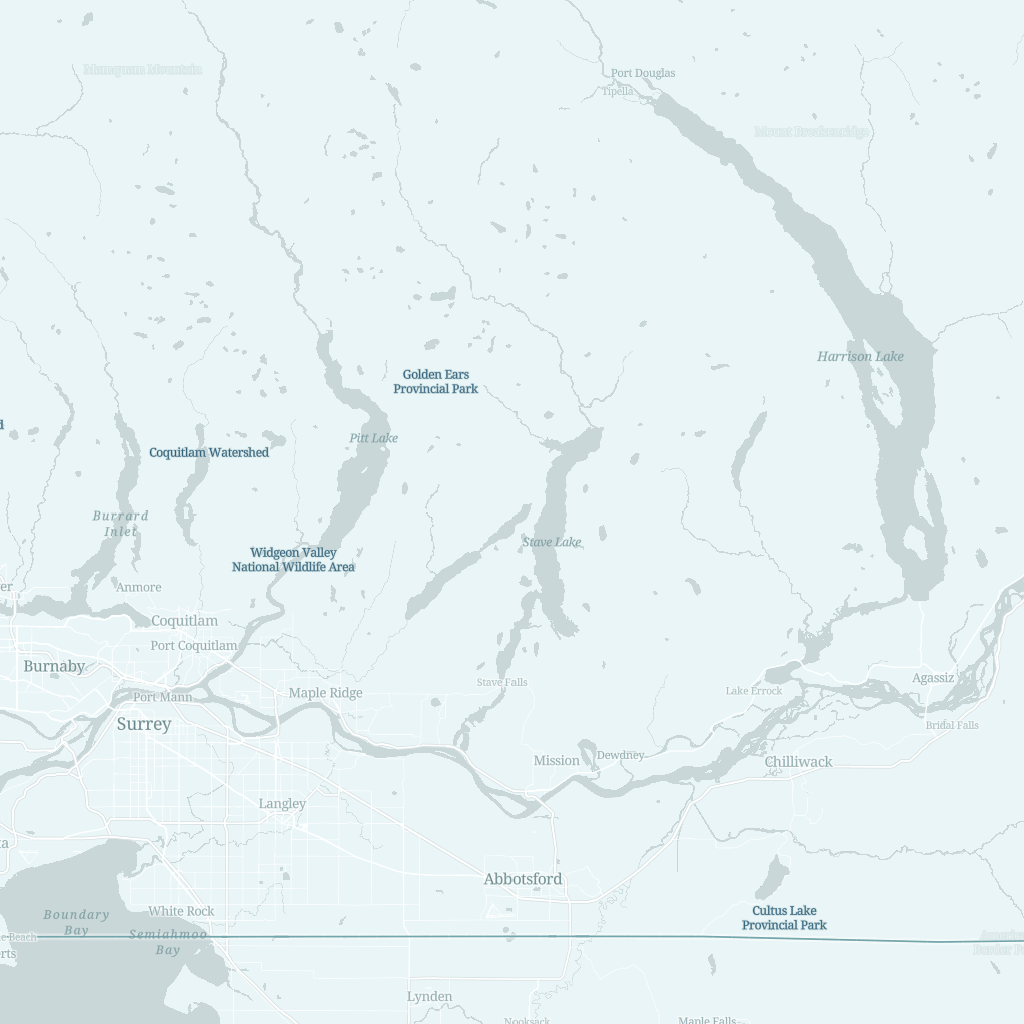 Port Douglas
Tipella
Mamquam Mountain
Mount Breakenridge
Harrison Lake
Golden Ears
Provincial Park
Pitt Lake
Coquitlam Watershed
Burrard
Inlet
Stave Lake
Widgeon Valley
National Wildlife Area
Anmore
Coquitlam
Port Coquitlam
Burnaby
Port Mann
Maple Ridge
Stave Falls
Lake Errock
Agassiz
Surrey
Bridal Falls
Mission
Dewdney
Chilliwack
Langley
Abbotsford
White Rock
Boundary
Bay
Semiahmoo
Bay
Cultus Lake
Provincial Park
Lynden
Nooksack
Maple Falls